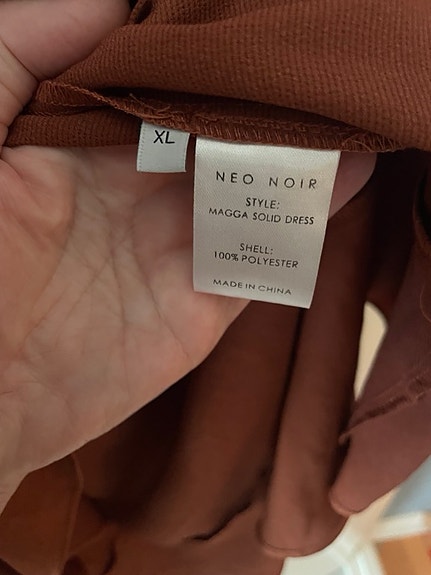 XL
NEO NOIR
STYLE:
MAGGA SOLID DRESS
SHELL:
100% POLYESTER
MADE IN CHINA